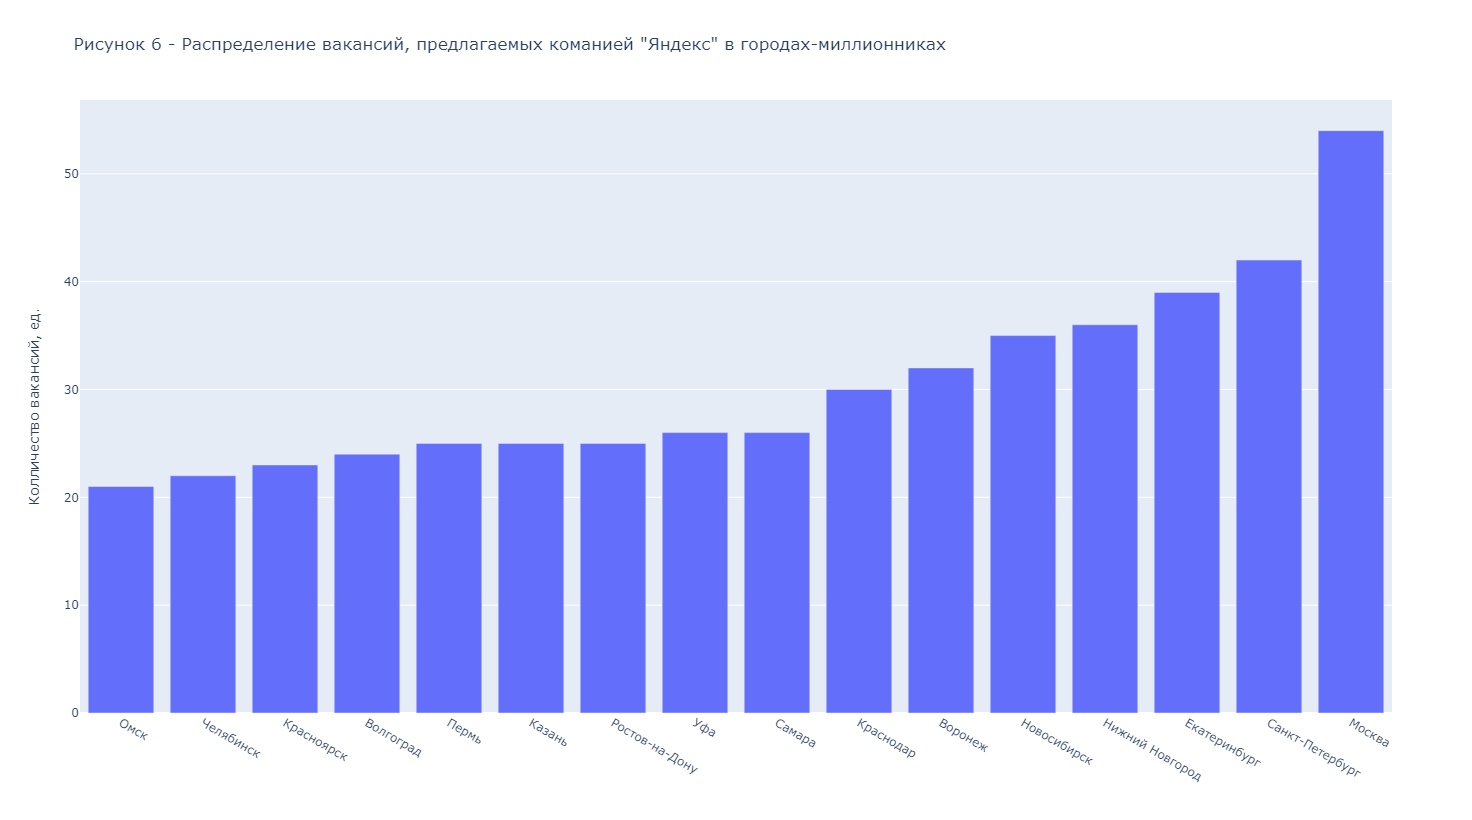 Рисунок 6 - Распределение вакансий, предлагаемых команией "Яндекс" в городах-миллионниках
Колличество вакансий, ед.
50
40
30
20
10
0
Омск
Челябинск
Красноярск
Волгоград
Пермь
Казань
Ростов-на-Дону
Уфа
Самара
Краснодар
Воронеж
Новосибирск
Нижний Новгород
Екатеринбург
Санкт-Петербург
Москва